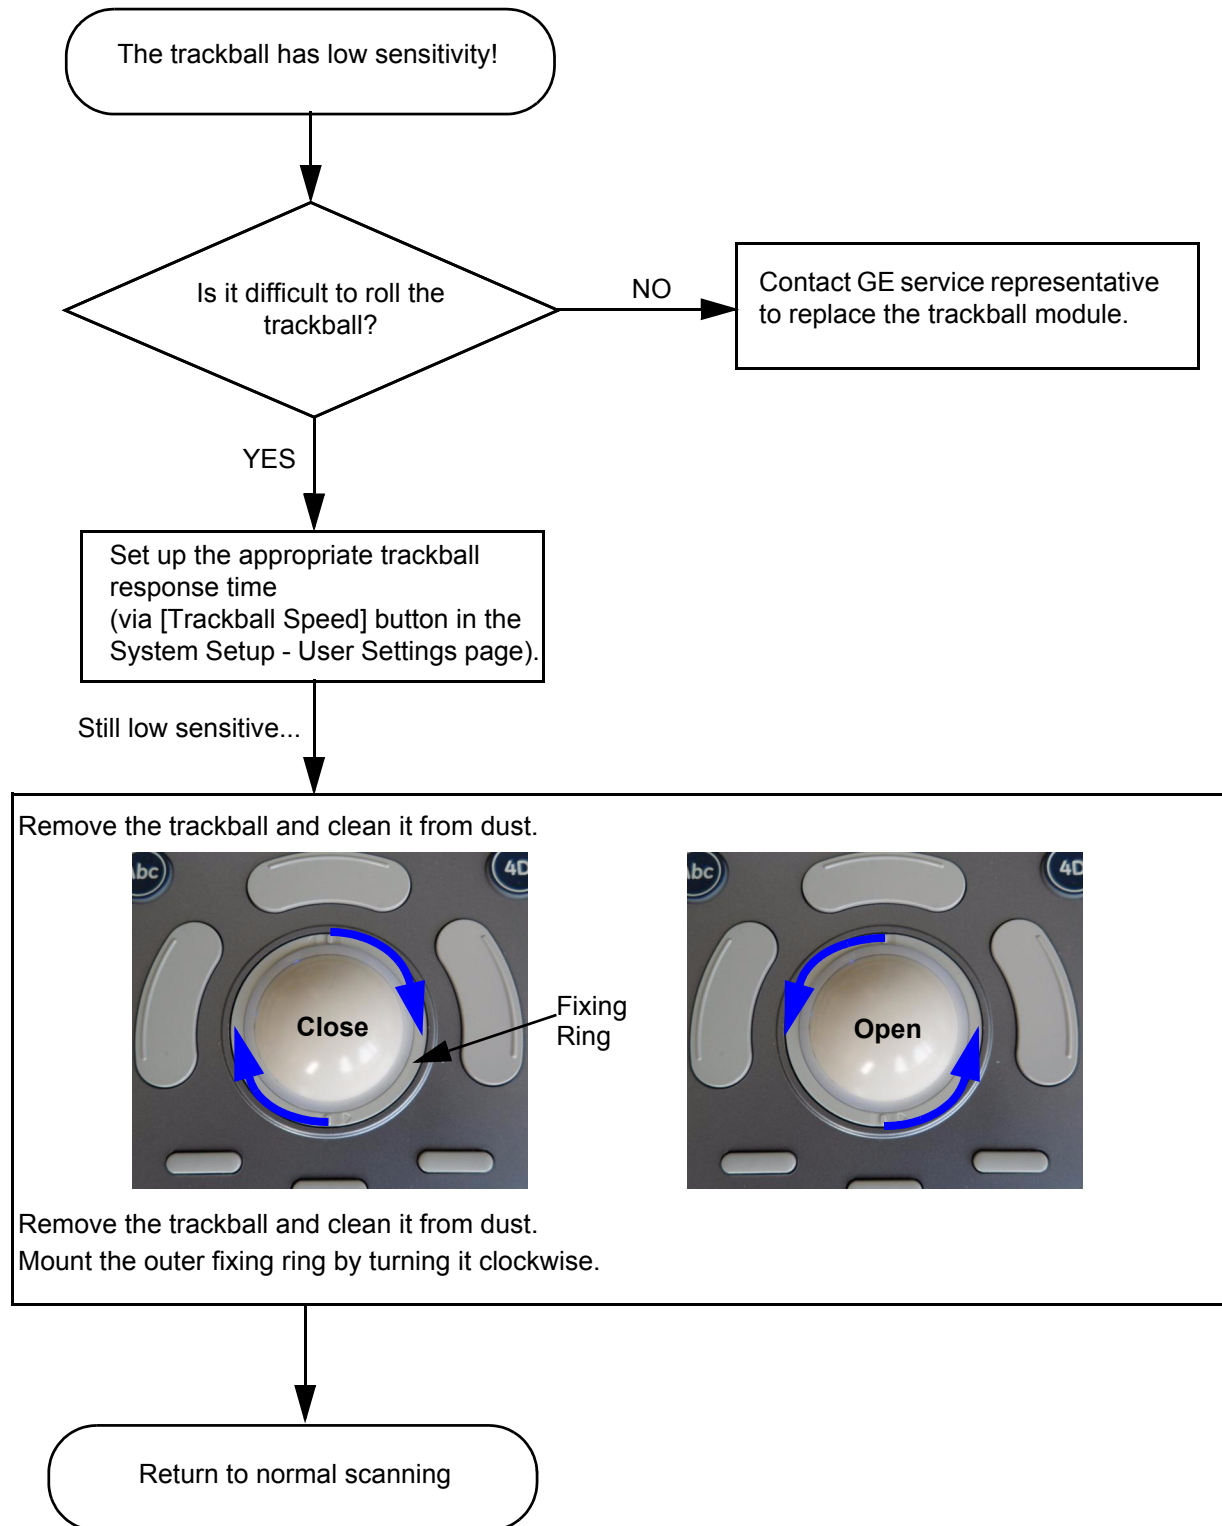 The trackball has low sensitivity!
Is it difficult to roll the
trackball?
NO
Contact GE service representative
to replace the trackball module.
YES
Set up the appropriate trackball
response time
(via [Trackball Speed] button in the
System Setup - User Settings page).
Still low sensitive...
Remove the trackball and clean it from dust.
bc
4D
Close
Fixing
Ring
bc
4D
Open
Remove the trackball and clean it from dust.
Mount the outer fixing ring by turning it clockwise.
Return to normal scanning